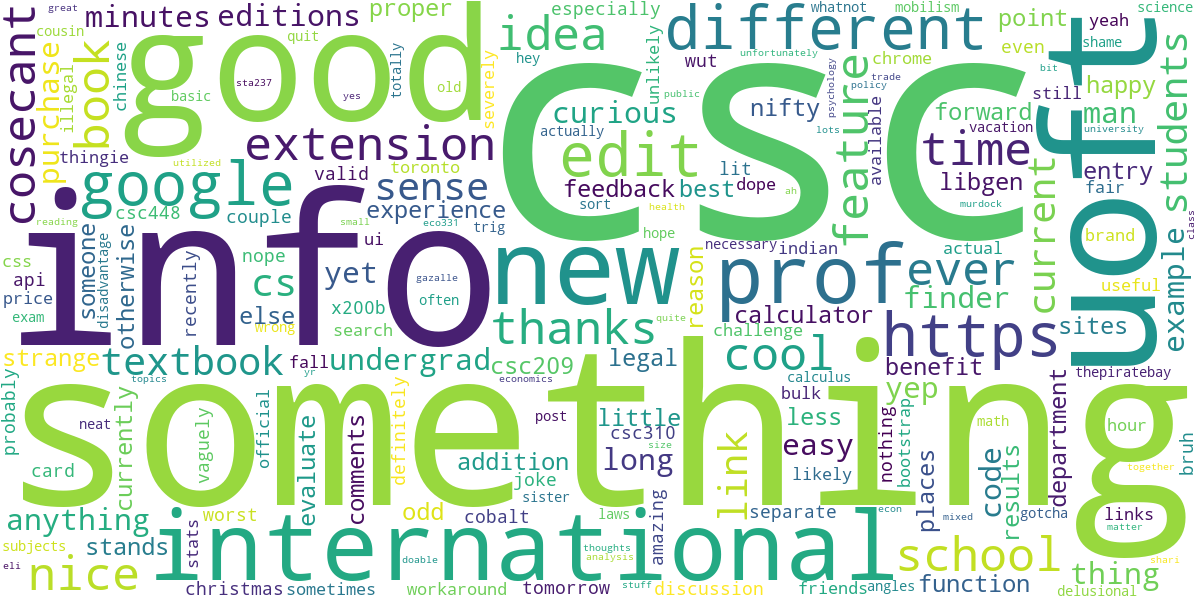 cosecant
minutes
editions
proper
cousin
great
quit
especially
hey
idea
different
whatnot
mobilism
science
yeah
shame
point
even
good
book
purchase
illegal
chinese
basic
sta237
yes
totally
old
severely
csc
unlikely
wut
unfortunately
public
psychology
trade
policy
chrome
lots
bit
still
happy
man
forward
vacation
university
students
uoft
thingie
utilized
extension
valid
toronto
curious
actually
edit
nifty
feature
available
time
libgen
entry
fair
google
csc448
couple
sense
experience
trig
feedback
sort
lit
best
dope
ah
health
murdock
current
brand
example
class
reading
info
css
api
price
exam
someone
disadvantage
otherwise
recently
nope
cs
else
wrong
small
eco331
ui
yet
gazalle
x200b
often
search
new
hope
thanks
quite
reason
necessary
indian
prof
calculator
challenge
actual
ever
finder
https
useful
sites
strange
textbook
fall
undergrad
csc209
legal
cool
benefit
thepiratebay
probably
topics
yr
economics
calculus
yep
something
neat
card
currently
vaguely
official
evaluate
comments
definitely
post
little
csc310
size
bulk
less
easy
likely
nothing
bootstrap
math
department
hour
bruh
together
addition
joke
sister
long
link
separate
places
code
results
gotcha
links
matter
anything
stands
worst
stats
odd
cobalt
laws
amazing
econ
mixed
subjects
eli
nice
international
doable
thoughts
analysis
school
thing
shari
christmas
sometimes
workaround
tomorrow
stuff
discussion
friends
angles
function
delusional